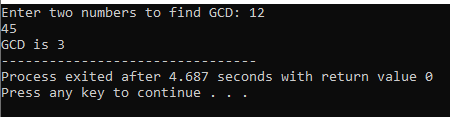 Enter two numbers to find GCD: 12
45
GCD is 3
--------------------------------
Process exited after 4.687 seconds with return value 0
Press any key to continue . . .